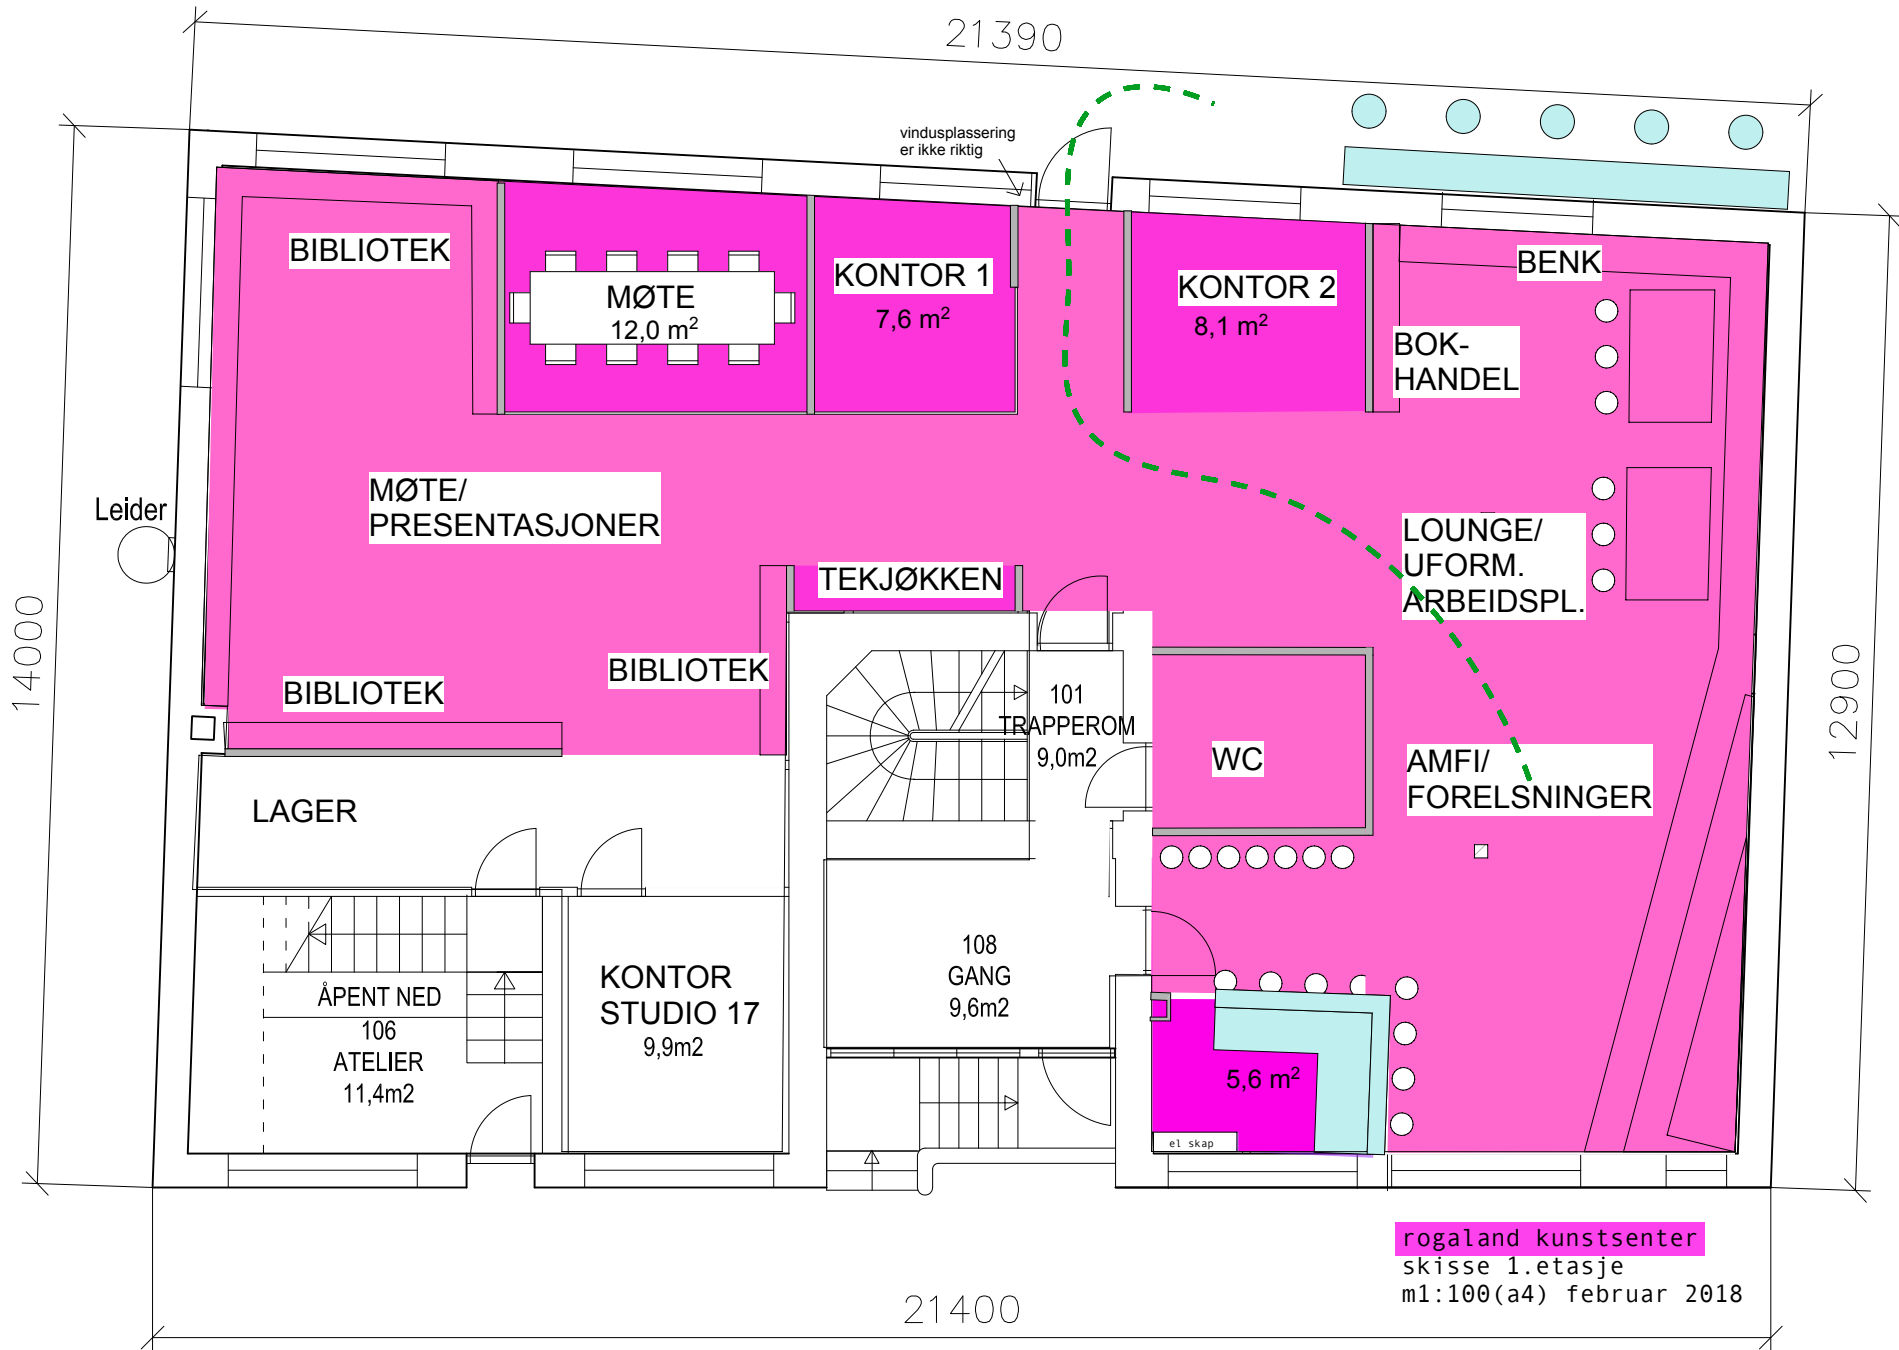 21390
vindusplassering
er ikke riktig
BIBLIOTEK
MØTE
12,0 m²
KONTOR 1
7,6 m²
KONTOR 2
8,1 m²
BENK
BOK-
HANDEL
Leider
MØTE/
PRESENTASJONER
LOUNGE/
UFORM.
ARBEIDSPL.
TEKJØKKEN
14000
12900
BIBLIOTEK
BIBLIOTEK
101
TRAPPEROM
9,0m2
WC
AMFI/
FORELSNINGER
LAGER
ÅPENT NED
106
ATELIER
11,4m2
KONTOR
STUDIO 17
9,9m2
108
GANG
9,6m2
5,6 m²
el skap
rogaland kunstsenter
skisse 1.etasje
m1:100(a4) februar 2018
21400